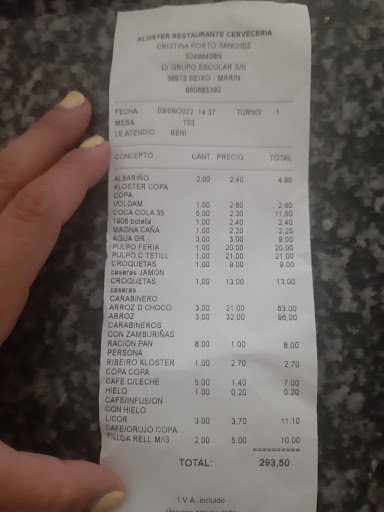 KLOSTER RESTAURANTE CERVECERIA
CRISTINA PORTO SANCHEZ
C/ GRUPO ESCOLAR S/N
36913 SEIXO - MARIN
FECHA 03/09/2022 14:37 TURNO 1
MESA T03
LE ATENDIO BENI
CONCEPTO CANT PRECIO TOTAL
ALBARIÑO 2.00 2.40 4.80
KLOSTER COPA
COPA
VOLDAM 1,00 2.60 2.60
COCA COLA 35 5.00 2.30 11,50
1906 botella 1,00 2.40 2.40
MAGNA CAÑA 1,00 2.20 2.20
AGUA GR. 3,00 3.00 9,00
PULPO FERIA 1,00 20.00 20.00
PULPO C TETILL 1,00 21,00 21,00
CROQUETAS 1,00 9,00 9,00
caseras JAMON
CROQUETAS 1,00 13,00 13.00
caseras
CARABINERO
ARROZ D CHOCO 3,00 21,00 63,00
ARROZ 3,00 32,00 96,00
CARABINEROS
CON ZAMBURIÑAS
RACION PAN 8,00 1,00 8,00
PERSONA
RIBEIRO KLOSTER 1,00 2,70 2,70
COPA COPA
CAFE C/LECHE 5,00 1,40 7,00
HIELO 1,00 0,20 0,20
CAFE/INFUSION
CON HIELO
LICOR 3,00 3,70 11,10
CAFE/ORUJO COPA
FILLOA RELL M/G 2,00 5,00 10,00
==========
TOTAL: 293,50
I.V.A. incluido